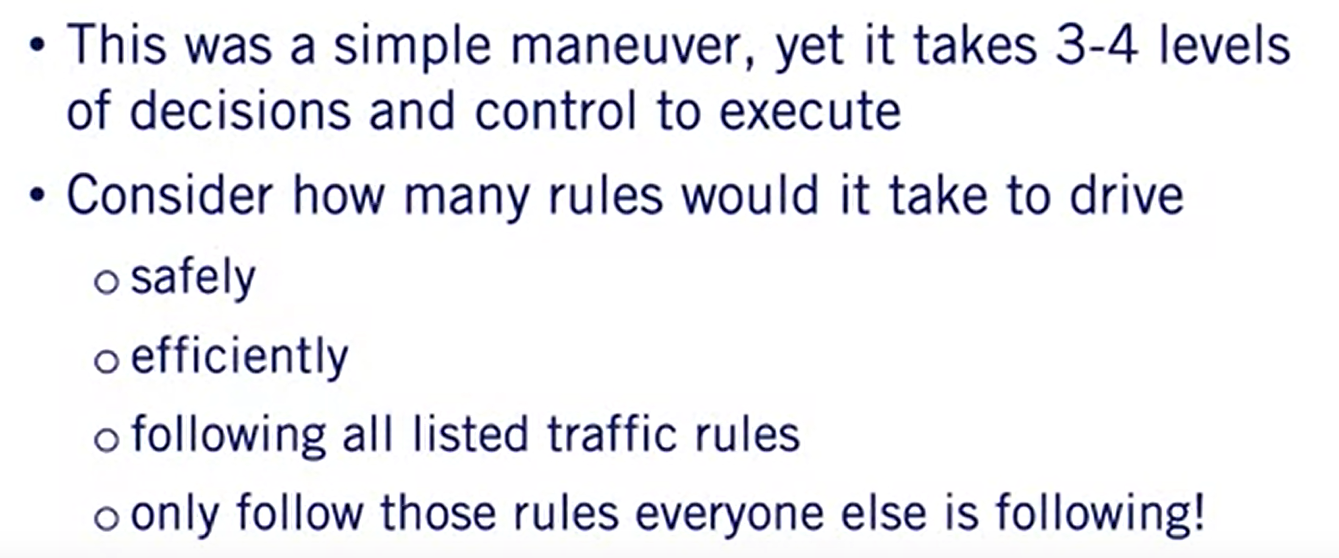 • This was a simple maneuver, yet it takes 3-4 levels
of decisions and control to execute
• Consider how many rules would it take to drive
o safely
o efficiently
o following all listed traffic rules
o only follow those rules everyone else is following!